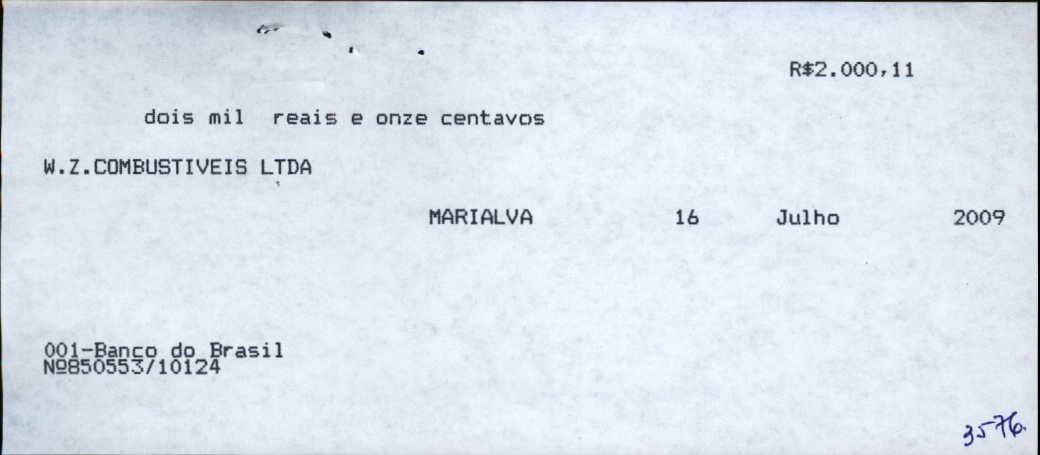 R$2.000,11
dois mil reais e onze centavos
W.Z.COMBUSTIVEIS LTDA
MARIALVA 16 Julho 2009
001-Banco do Brasil
Nº850553/10124
3576.